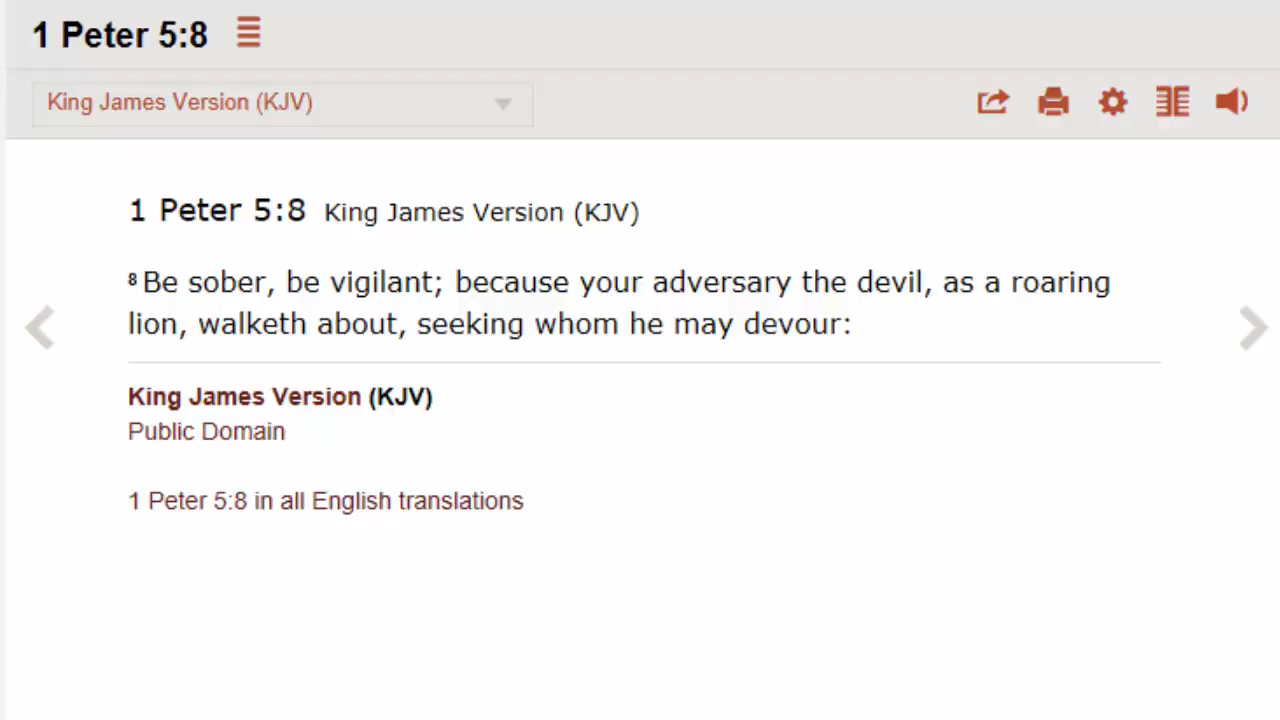 1 Peter 5:8
King James Version (KJV)
1 Peter 5:8 King James Version (KJV)
8 Be sober, be vigilant; because your adversary the devil, as a roaring
lion, walketh about, seeking whom he may devour:
King James Version (KJV)
Public Domain
1 Peter 5:8 in all English translations